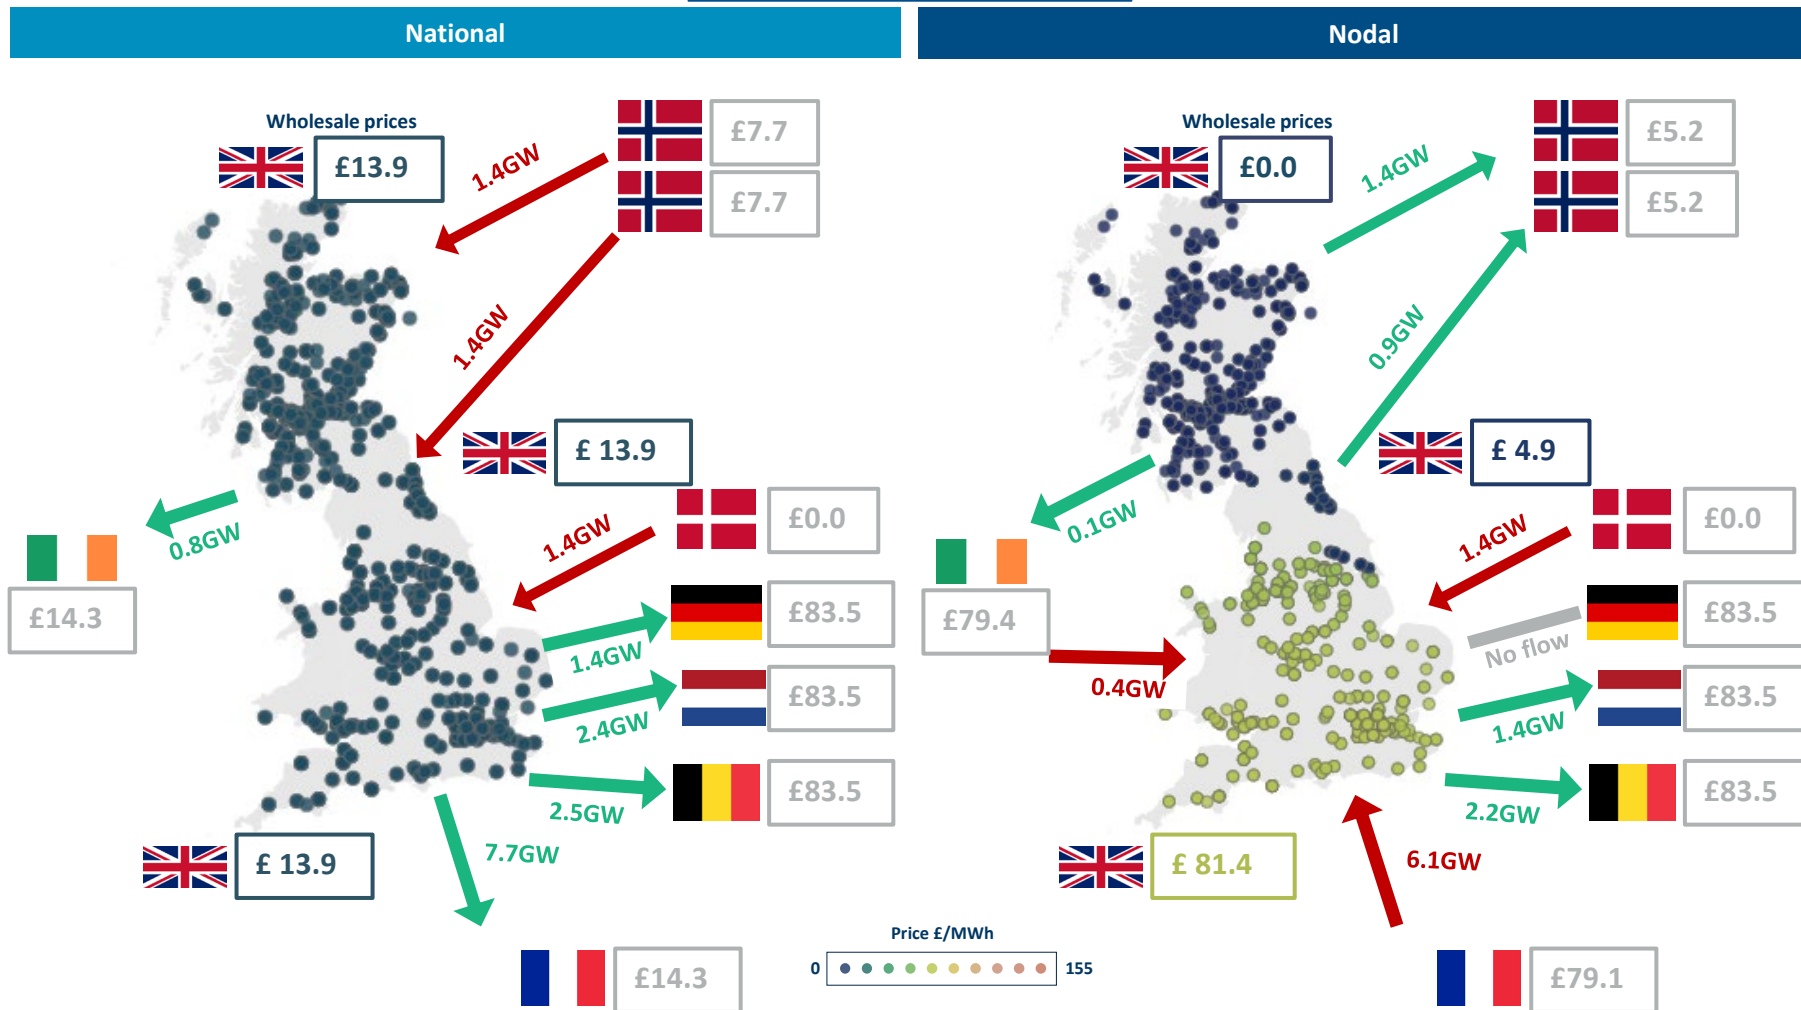 National
Wholesale prices
£13.9
1.4GW
£7.7
£7.7
1.4GW
£ 13.9
0.8GW
£14.3
1.4GW
£0.0
1.4GW
£83.5
2.4GW
£83.5
2.5GW
£83.5
£ 13.9
7.7GW
£14.3
Nodal
Wholesale prices
£0.0
1.4GW
£5.2
£5.2
0.9GW
£ 4.9
0.1GW
£79.4
0.4GW
1.4GW
£0.0
No flow
£83.5
1.4GW
£83.5
2.2GW
£83.5
£ 81.4
6.1GW
£79.1
Price £/MWh
0
155